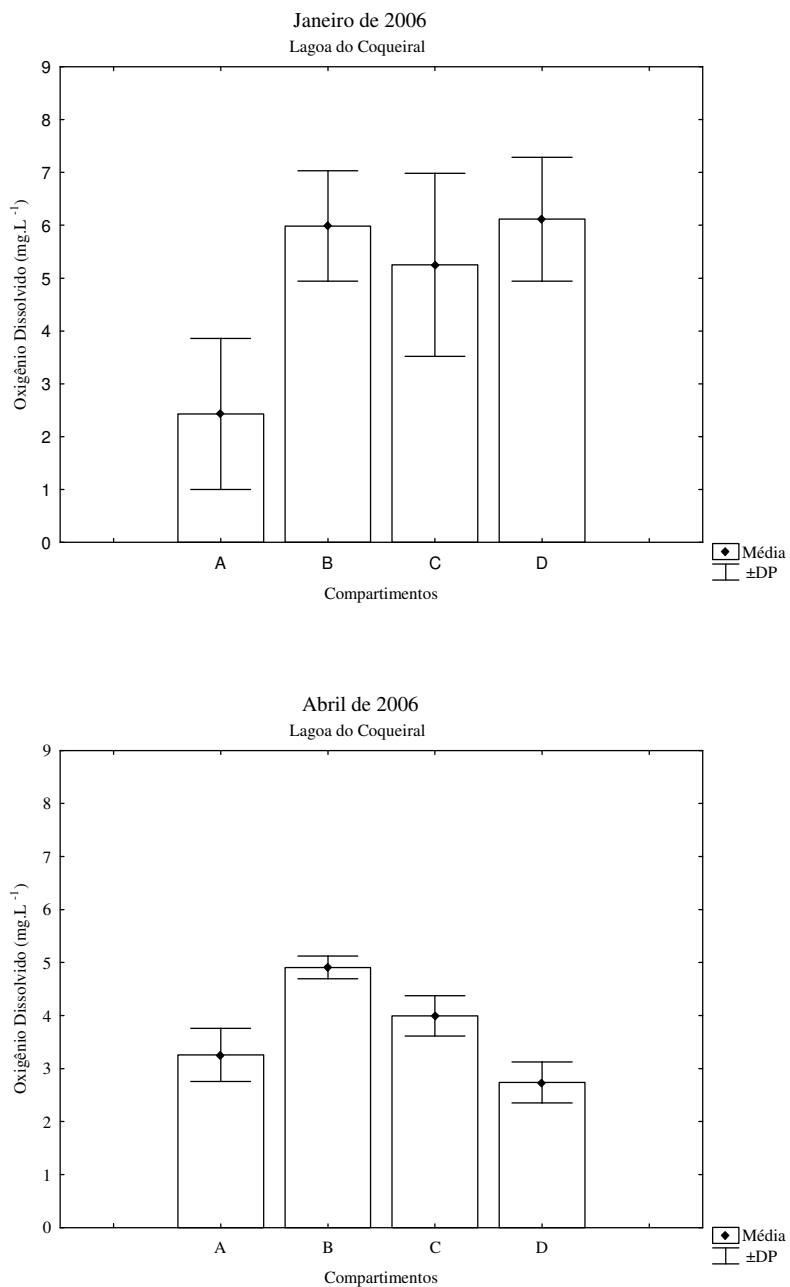 Janeiro de 2006
Lagoa do Coqueiral
Oxigênio Dissolvido (mg.L⁻¹)
9
8
7
6
5
4
3
2
1
0
A B C D
Compartimentos
Média
±DP
Abril de 2006
Lagoa do Coqueiral
Oxigênio Dissolvido (mg.L⁻¹)
9
8
7
6
5
4
3
2
1
0
A B C D
Compartimentos
Média
±DP